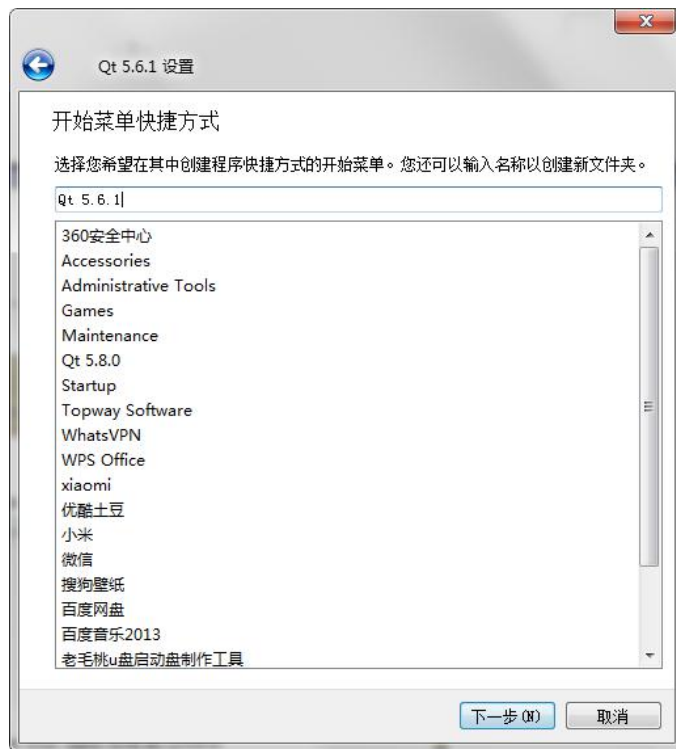 Qt 5.6.1 设置
开始菜单快捷方式
选择您希望在其中创建程序快捷方式的开始菜单。您还可以输入名称以创建新文件夹。
Qt 5.6.1
360安全中心
Accessories
Administrative Tools
Games
Maintenance
Qt 5.8.0
Startup
Topway Software
WhatsVPN
WPS Office
xiaomi
优酷土豆
小米
微信
搜狗壁纸
百度网盘
百度音乐2013
老毛桃u盘启动盘制作工具
下一步(N) 取消